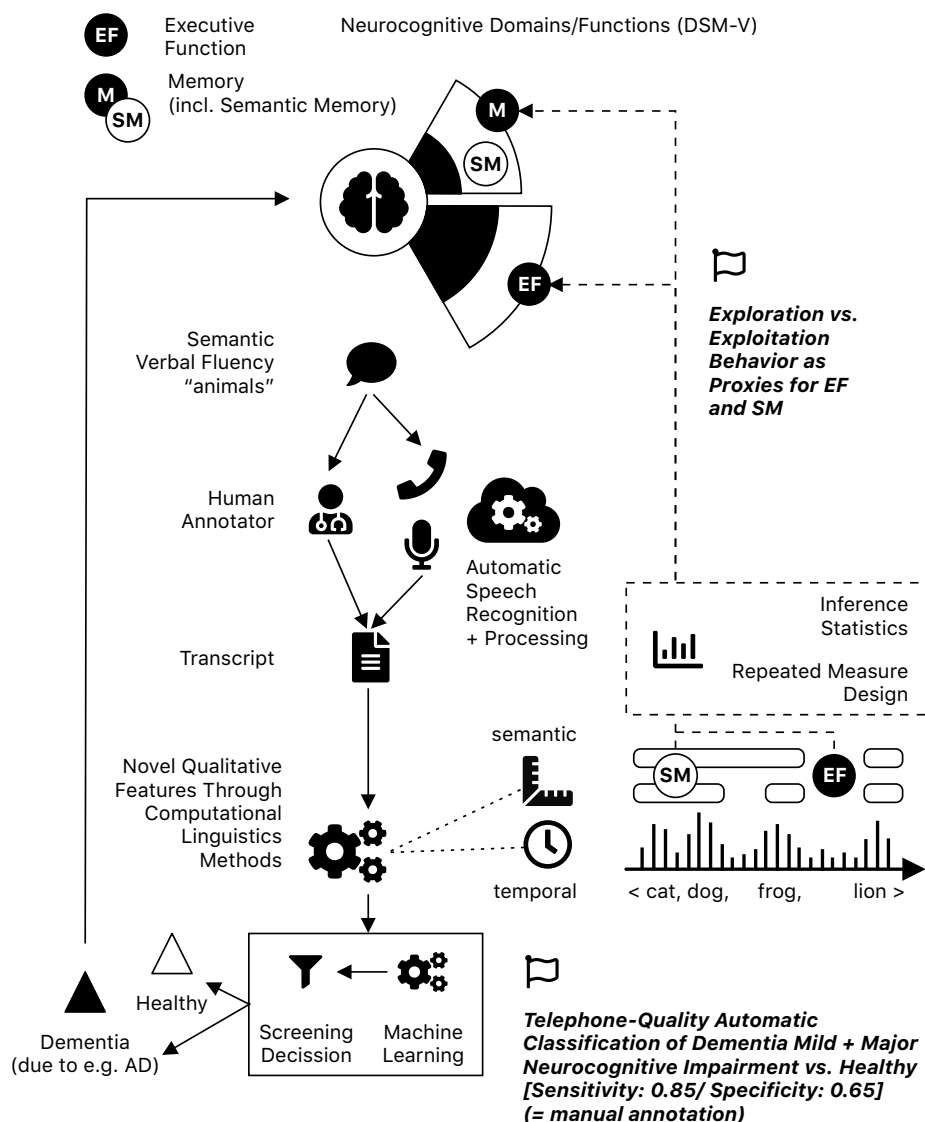 EF
Executive
Function
Neurocognitive Domains/Functions (DSM-V)
M
SM
Memory
(incl. Semantic Memory)
M
SM
EF
Exploration vs.
Exploitation
Behavior as
Proxies for EF
and SM
Semantic
Verbal Fluency
“animals”
Human
Annotator
Automatic
Speech
Recognition
+ Processing
Transcript
Inference
Statistics
Repeated Measure
Design
Novel Qualitative
Features Through
Computational
Linguistics
Methods
semantic
temporal
SM
EF
< cat, dog, frog, lion >
Healthy
Dementia
(due to e.g. AD)
Screening
Decission
Machine
Learning
Telephone-Quality Automatic
Classification of Dementia Mild + Major
Neurocognitive Impairment vs. Healthy
[Sensitivity: 0.85/ Specificity: 0.65]
(= manual annotation)